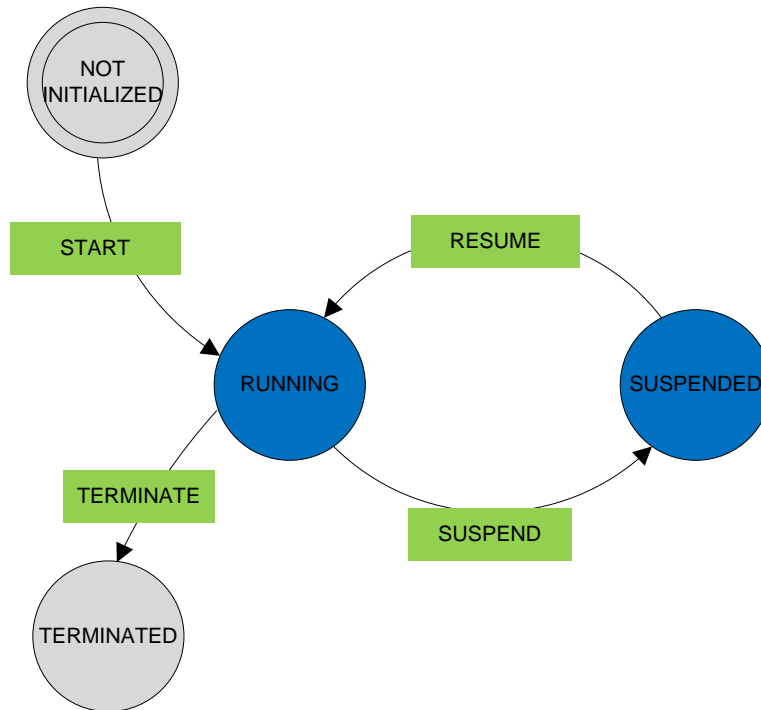 NOT
INITIALIZED
START
RESUME
RUNNING
SUSPENDED
TERMINATE
SUSPEND
TERMINATED